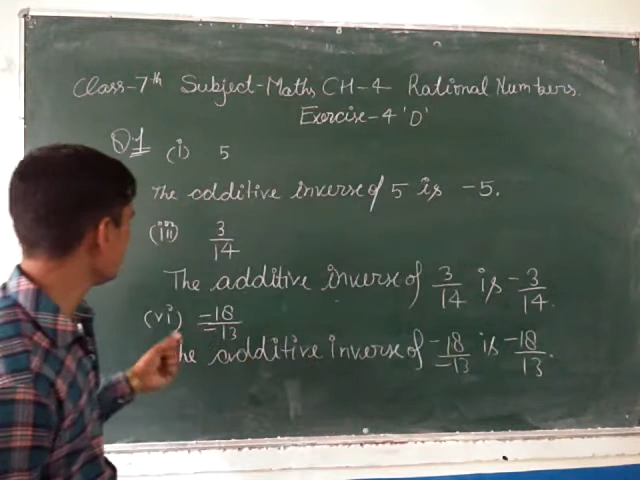 Class-7th Subject-Maths CH-4 Rational Numbers.
Exercise-4 'D'
Q1 (i) 5
The additive inverse of 5 is -5.
(iii) 3/14
The additive inverse of 3/14 is -3/14.
(vi) -18/-13
The additive inverse of -18/-13 is -18/13.